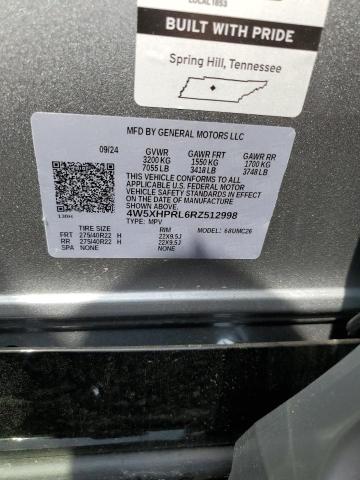 LOCAL1853
BUILT WITH PRIDE
Spring Hill, Tennessee
MFD BY GENERAL MOTORS LLC
09/24 GVWR GAWR FRT GAWR RR
3200 KG 1550 KG 1700 KG
7055 LB 3418 LB 3748 LB
THIS VEHICLE CONFORMS TO ALL
APPLICABLE U.S. FEDERAL MOTOR
VEHICLE SAFETY STANDARDS IN
EFFECT ON THE DATE OF MANUFACTURE
SHOWN ABOVE.
4W5XHPRL6RZ512998
TYPE: MPV
130H
TIRE SIZE RIM MODEL: 68UMC26
FRT 275/40R22 H 22X9.5J
RR 275/40R22 H 22X9.5J
SPA NONE NONE